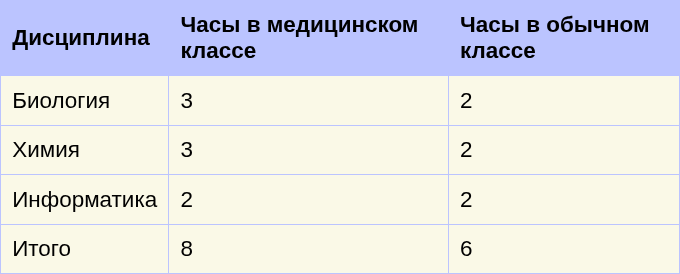 Дисциплина Часы в медицинском классе Часы в обычном классе
Биология 3 2
Химия 3 2
Информатика 2 2
Итого 8 6